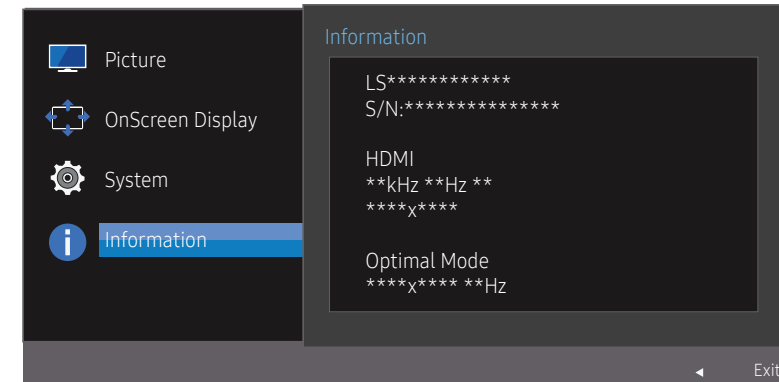 Picture
OnScreen Display
System
Information
Information
LS************
S/N:***************
HDMI
**kHz **Hz **
****x****
Optimal Mode
****x**** **Hz
Exit